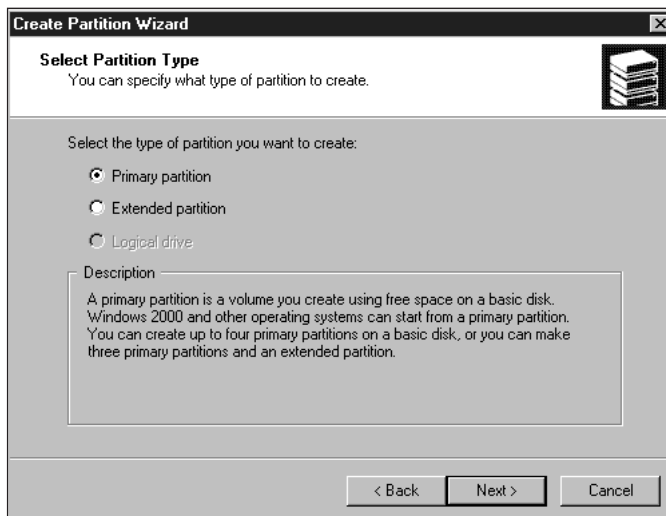 Create Partition Wizard
Select Partition Type
You can specify what type of partition to create.
Select the type of partition you want to create:
Primary partition
Extended partition
Logical drive
Description
A primary partition is a volume you create using free space on a basic disk.
Windows 2000 and other operating systems can start from a primary partition.
You can create up to four primary partitions on a basic disk, or you can make
three primary partitions and an extended partition.
< Back Next > Cancel